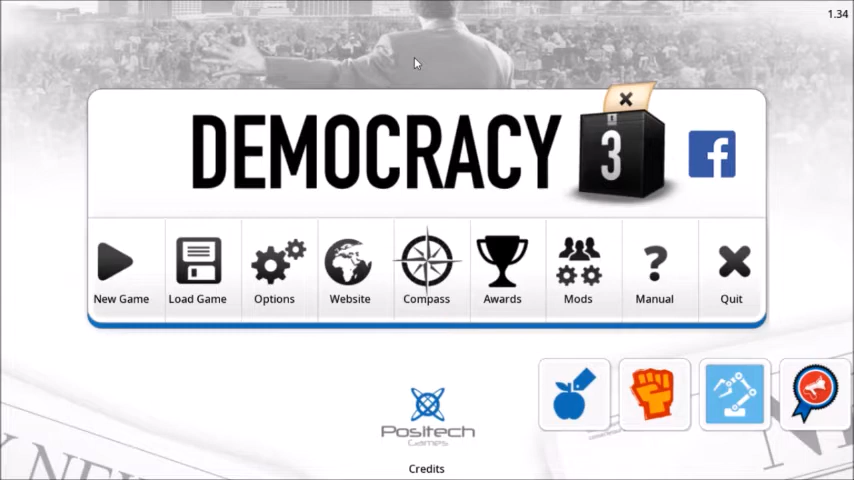 1.34
DEMOCRACY 3
New Game
Load Game
Options
Website
Compass
Awards
Mods
Manual
Quit
Positech
Games
Credits